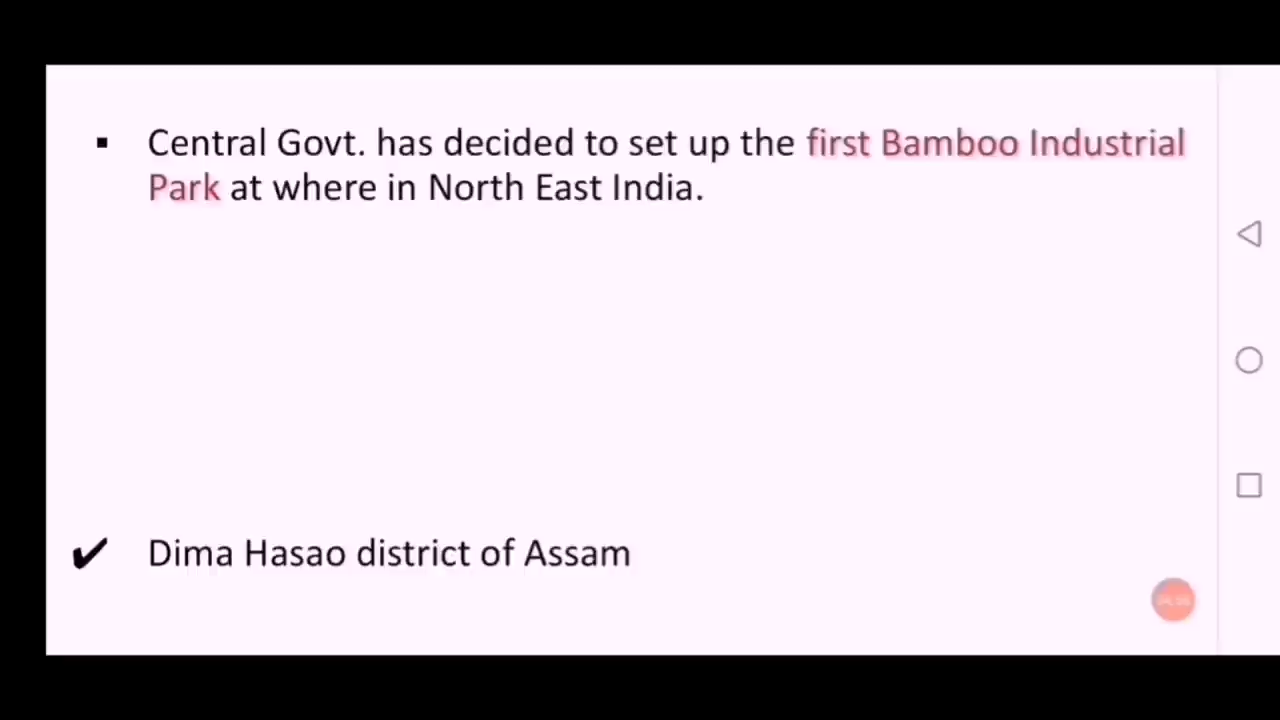 ▪ Central Govt. has decided to set up the first Bamboo Industrial
Park at where in North East India.
✔ Dima Hasao district of Assam